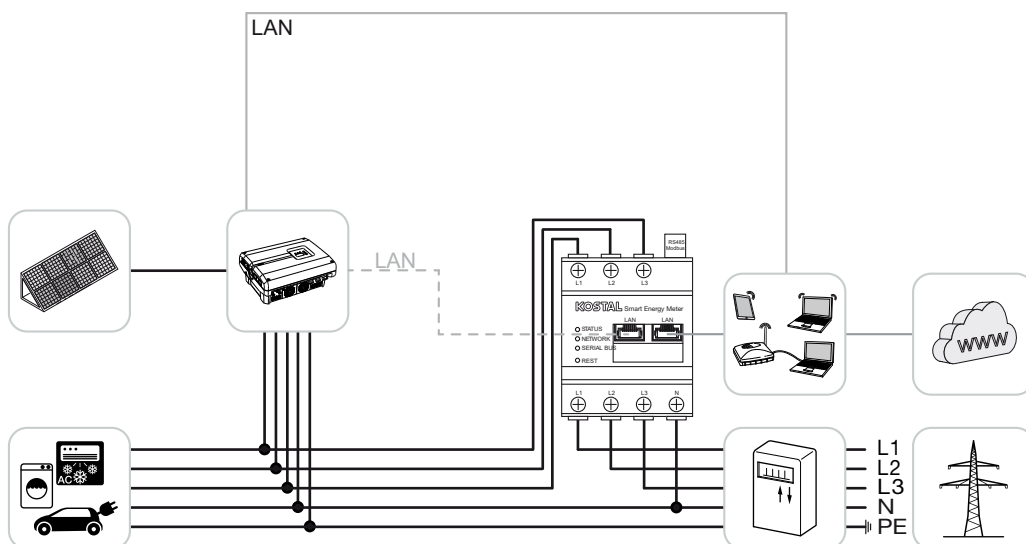 LAN
RS485
Modbus
LAN
L1 L2 L3
KOSTAL Smart Energy Meter
LAN LAN
STATUS
NETWORK
SERIAL BUS
REST
WWW
L1 L2 L3 N
L1
L2
L3
N
PE
AC